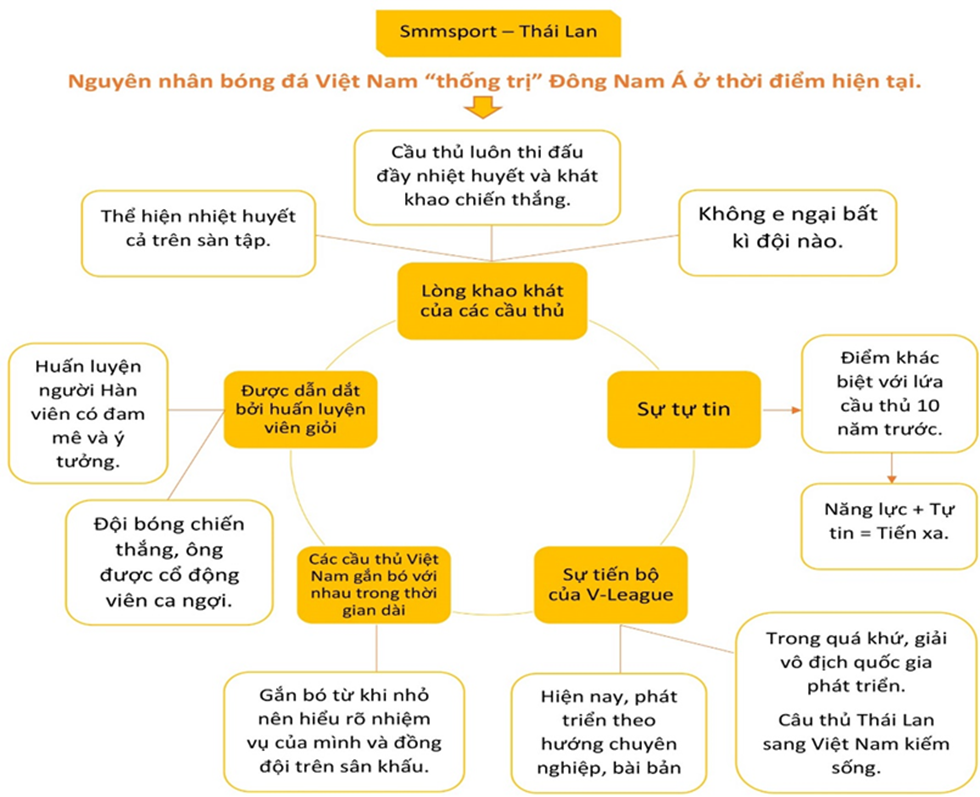 Smmsport – Thái Lan
Nguyên nhân bóng đá Việt Nam “thống trị” Đông Nam Á ở thời điểm hiện tại.
Cầu thủ luôn thi đấu
đầy nhiệt huyết và khát
khao chiến thắng.
Thể hiện nhiệt huyết
cả trên sàn tập.
Không e ngại bất
kì đội nào.
Lòng khao khát
của các cầu thủ
Huấn luyện
người Hàn
viên có đam
mê và ý
tưởng.
Được dẫn dắt
bởi huấn luyện
viên giỏi
Sự tự tin
Điểm khác
biệt với lứa
cầu thủ 10
năm trước.
Năng lực + Tự
tin = Tiến xa.
Đội bóng chiến
thắng, ông
được cổ động
viên ca ngợi.
Các cầu thủ Việt
Nam gắn bó với
nhau trong thời
gian dài
Sự tiến bộ
của V-League
Gắn bó từ khi nhỏ
nên hiểu rõ nhiệm
vụ của mình và đồng
đội trên sân khấu.
Hiện nay, phát
triển theo
hướng chuyên
nghiệp, bài bản
Trong quá khứ, giải
vô địch quốc gia
phát triển.
Câu thủ Thái Lan
sang Việt Nam kiếm
sống.